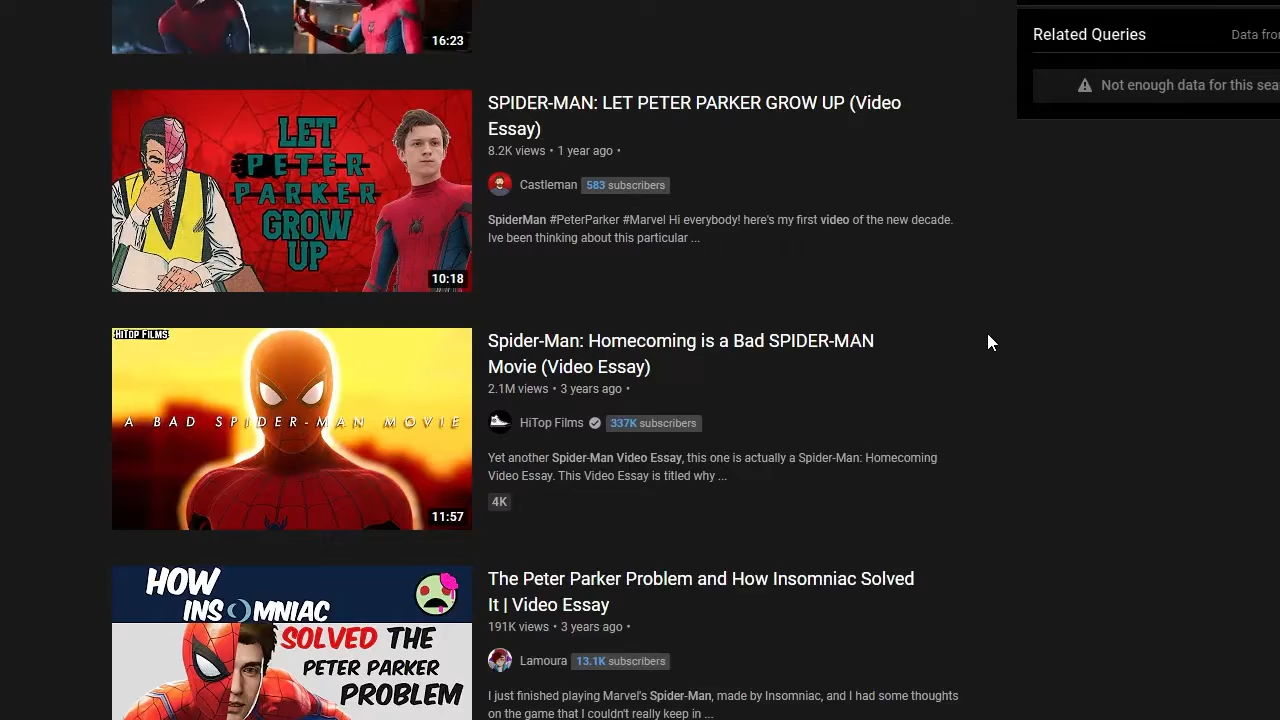 16:23
Related Queries
Data fro
Not enough data for this sea
LET
PETER
PARKER
GROW
UP
10:18
SPIDER-MAN: LET PETER PARKER GROW UP (Video
Essay)
8.2K views • 1 year ago •
Castleman 583 subscribers
SpiderMan #PeterParker #Marvel Hi everybody! here's my first video of the new decade.
Ive been thinking about this particular ...
HiTOP FILMS
A BAD SPIDER-MAN MOVIE
11:57
Spider-Man: Homecoming is a Bad SPIDER-MAN
Movie (Video Essay)
2.1M views • 3 years ago •
HiTop Films 337K subscribers
Yet another Spider-Man Video Essay, this one is actually a Spider-Man: Homecoming
Video Essay. This Video Essay is titled why ...
4K
HOW
INSOMNIAC
SOLVED THE
PETER PARKER
PROBLEM
The Peter Parker Problem and How Insomniac Solved
It | Video Essay
191K views • 3 years ago •
Lamoura 13.1K subscribers
I just finished playing Marvel's Spider-Man, made by Insomniac, and I had some thoughts
on the game that I couldn't really keep in ...